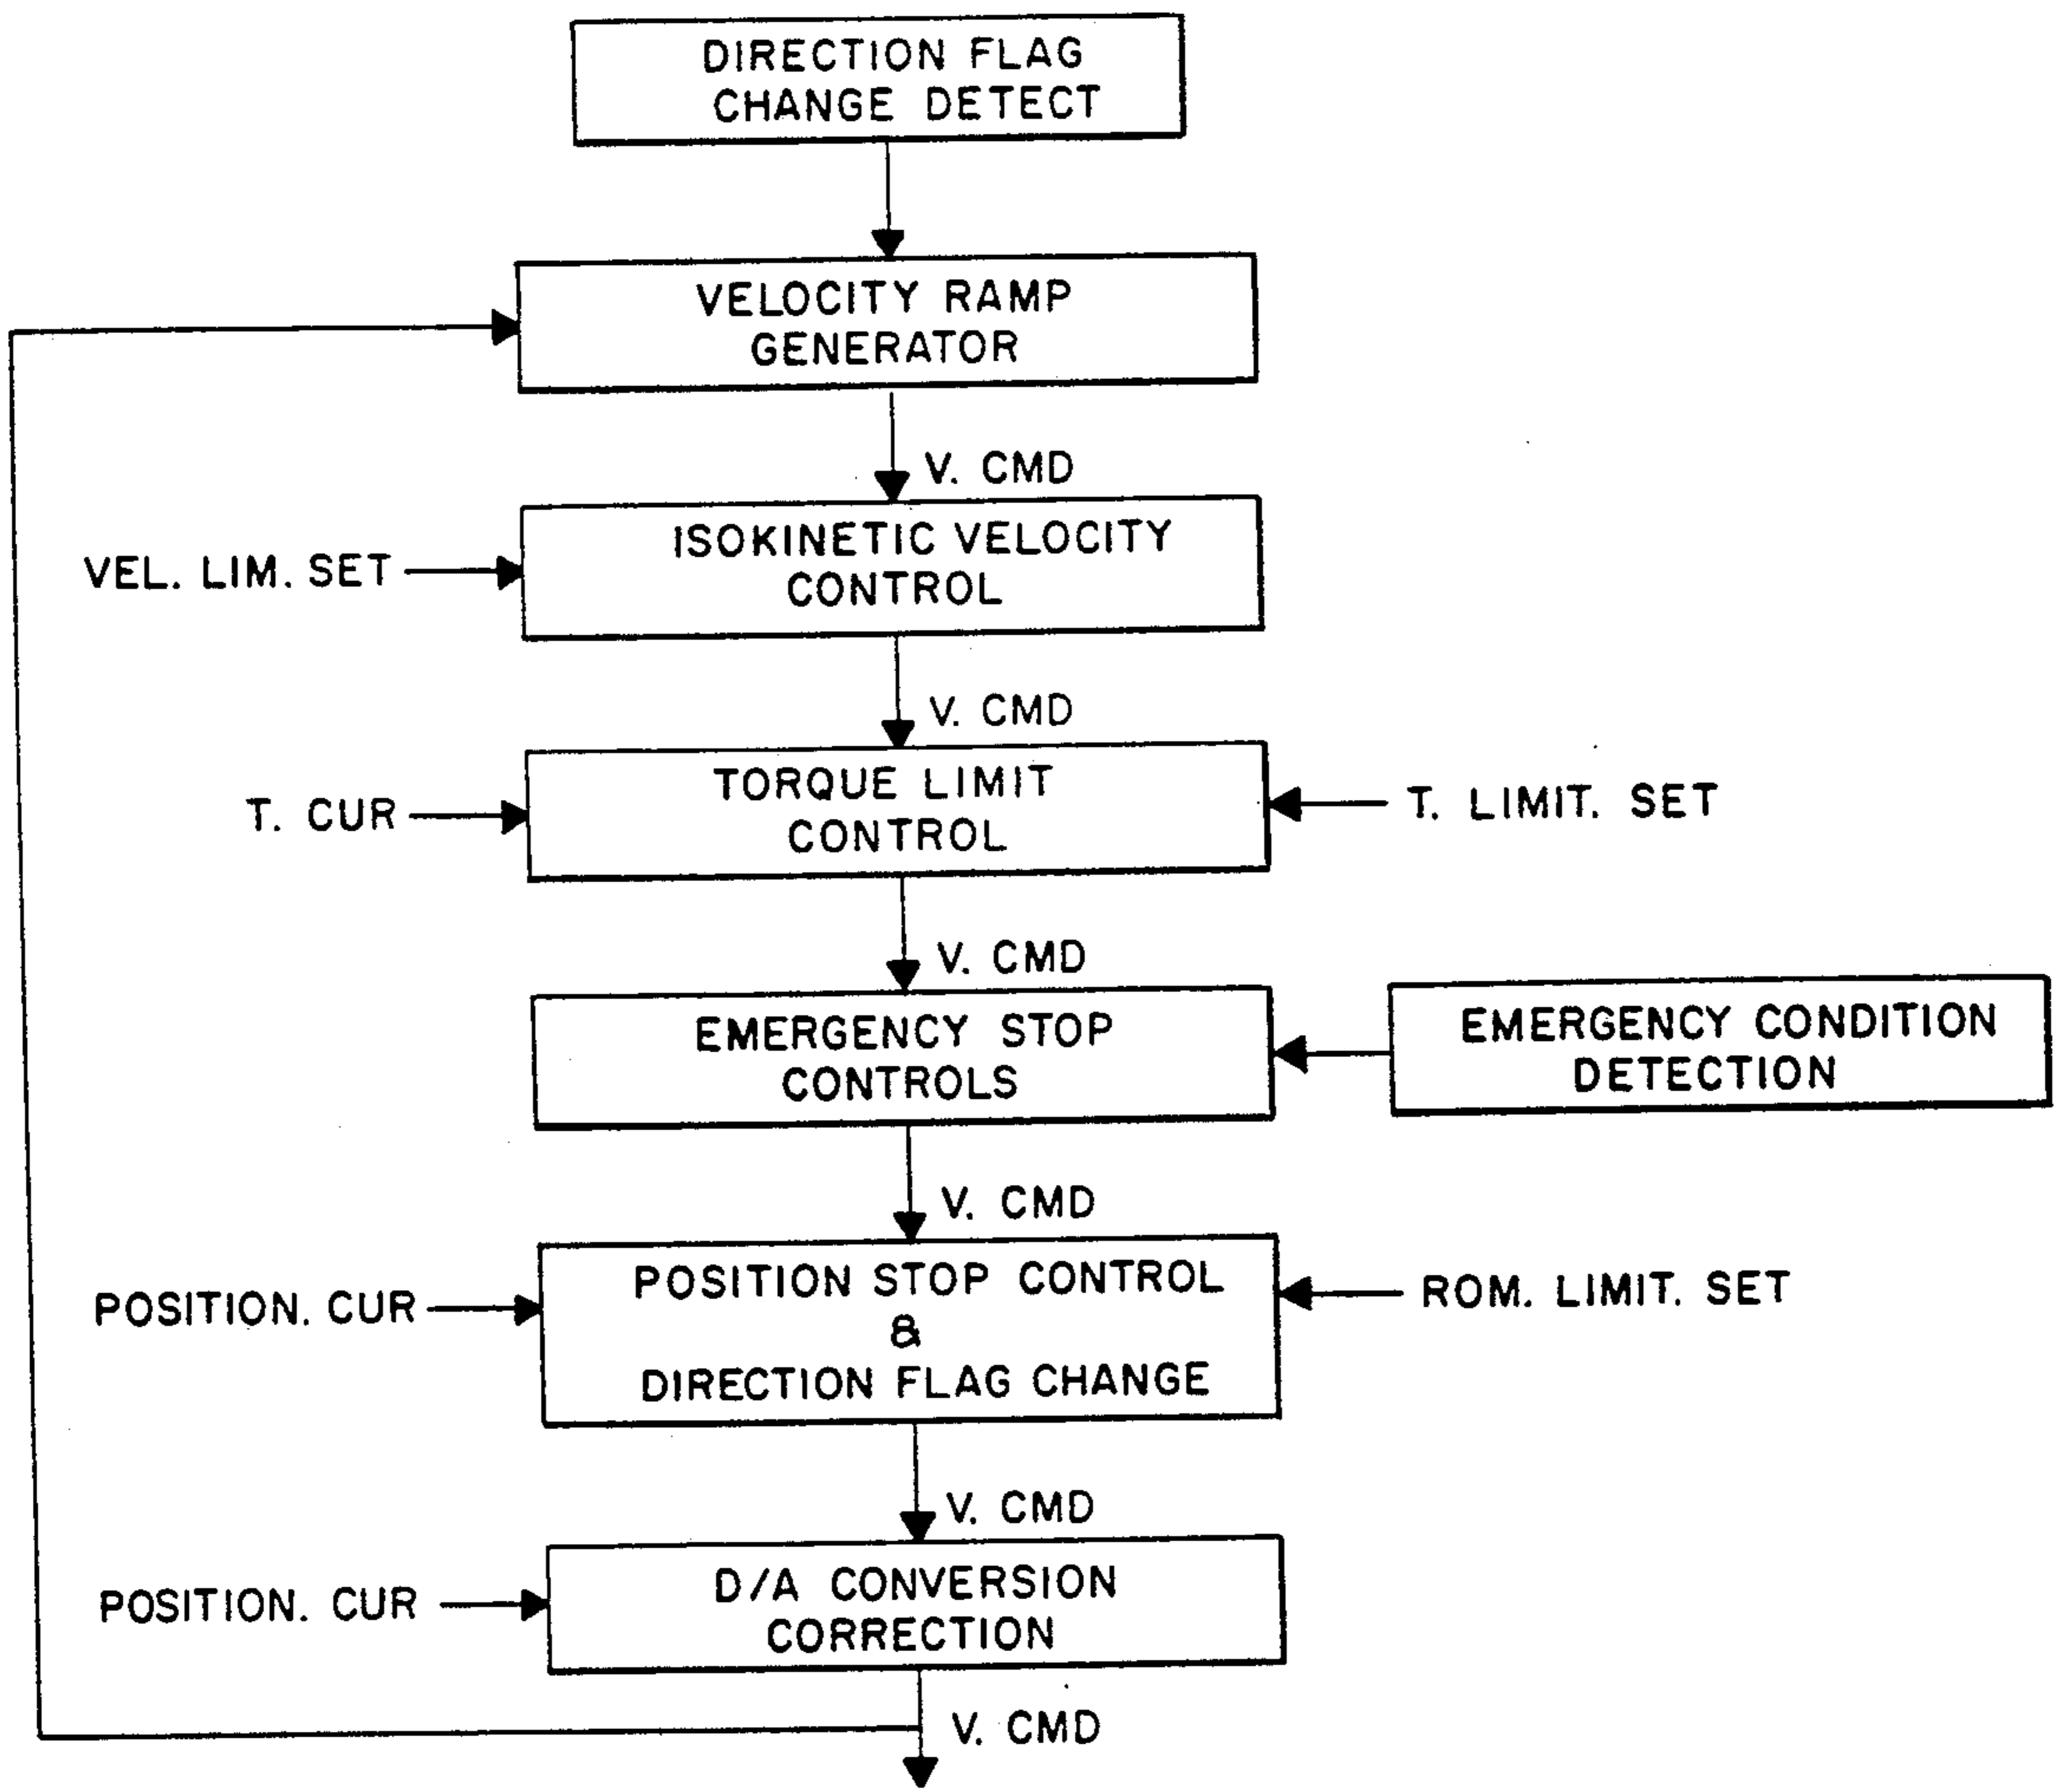 DIRECTION FLAG
CHANGE DETECT
VELOCITY RAMP
GENERATOR
V. CMD
VEL. LIM. SET
ISOKINETIC VELOCITY
CONTROL
V. CMD
T. CUR
TORQUE LIMIT
CONTROL
T. LIMIT. SET
V. CMD
EMERGENCY STOP
CONTROLS
EMERGENCY CONDITION
DETECTION
V. CMD
POSITION. CUR
POSITION STOP CONTROL
&
DIRECTION FLAG CHANGE
ROM. LIMIT. SET
V. CMD
POSITION. CUR
D/A CONVERSION
CORRECTION
V. CMD